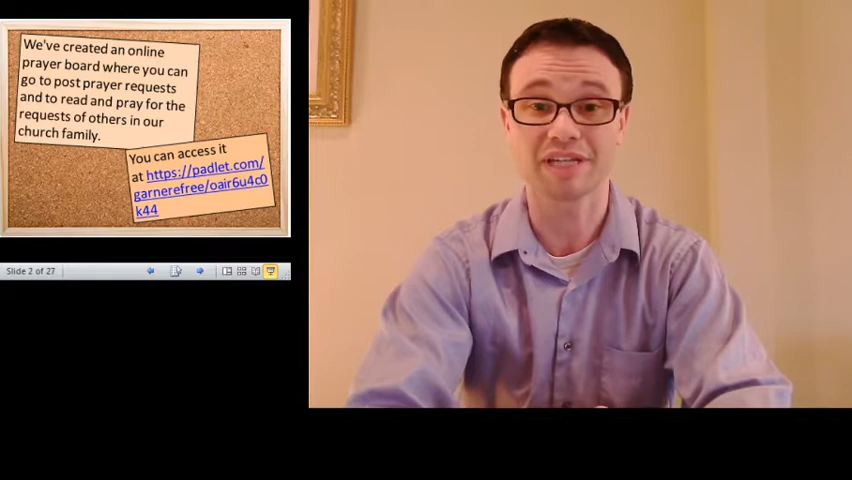 We've created an online
prayer board where you can
go to post prayer requests
and to read and pray for the
requests of others in our
church family.
You can access it
at https://padlet.com/
garnerefree/oair6u4c0
k44
Slide 2 of 27